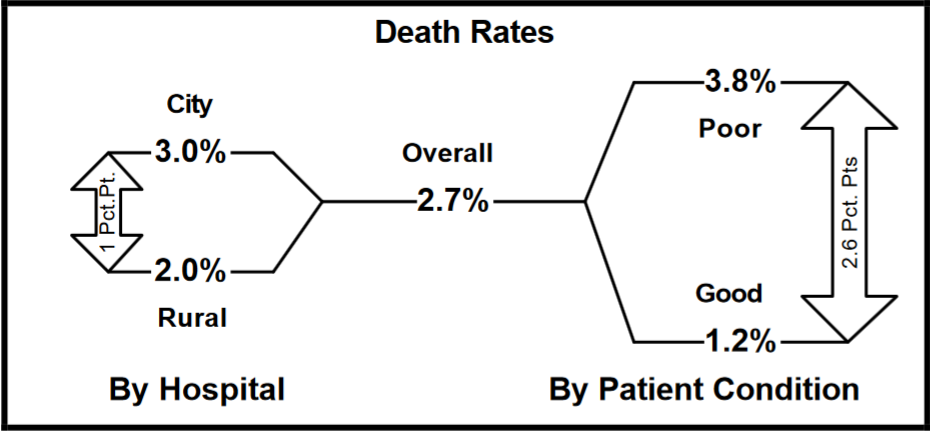 Death Rates
City
3.0%
1 Pct.Pt.
2.0%
Rural
By Hospital
Overall
2.7%
3.8%
Poor
2.6 Pct. Pts
Good
1.2%
By Patient Condition